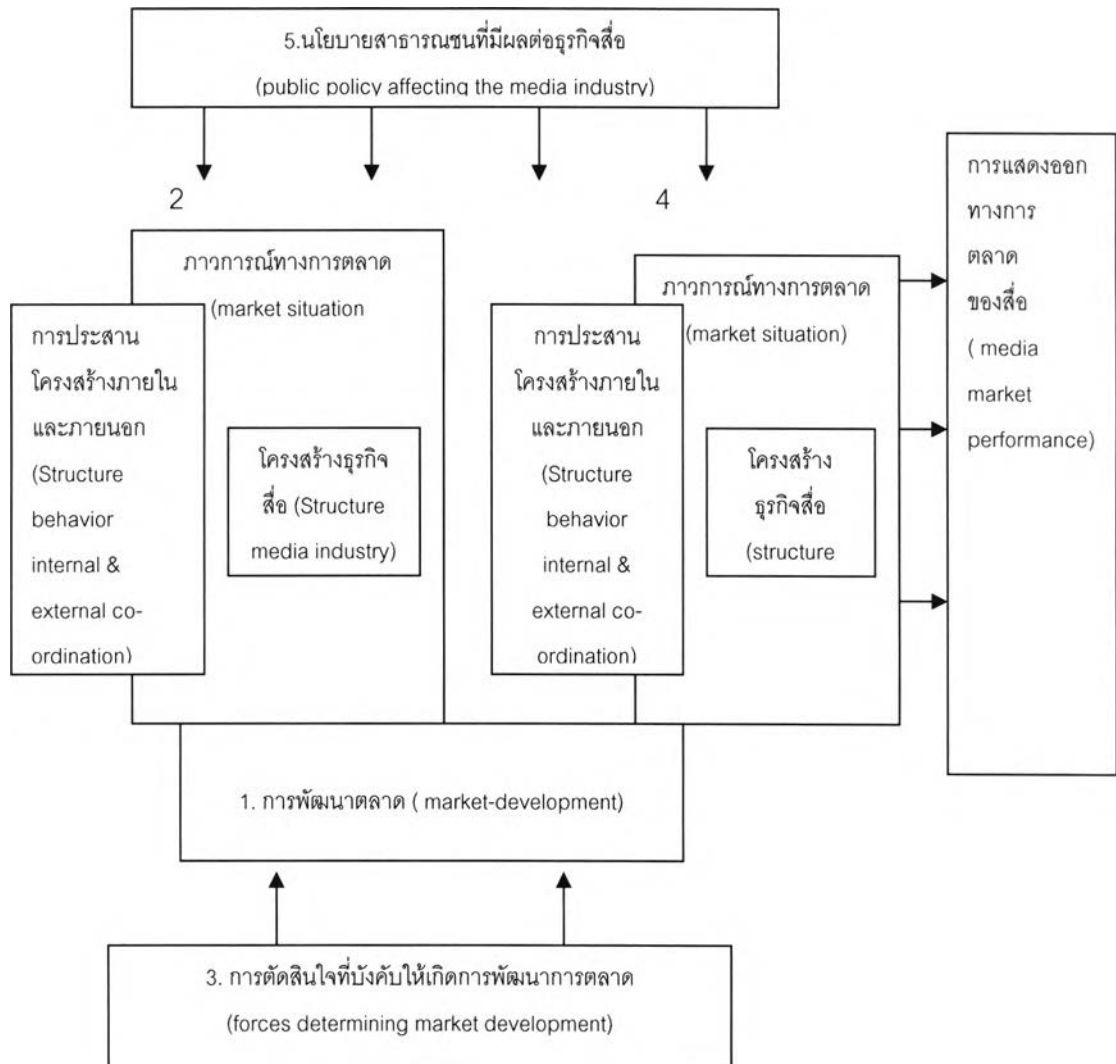 5.นโยบายสาธารณชนที่มีผลต่อธุรกิจสื่อ
(public policy affecting the media industry)
2
4
ภาวการณ์ทางการตลาด
(market situation
การประสาน
โครงสร้างภายใน
และภายนอก
(Structure
behavior
internal &
external co-
ordination)
โครงสร้างธุรกิจ
สื่อ (Structure
media industry)
ภาวการณ์ทางการตลาด
(market situation)
การประสาน
โครงสร้างภายใน
และภายนอก
(Structure
behavior
internal &
external co-
ordination)
โครงสร้าง
ธุรกิจสื่อ
(structure
การแสดงออก
ทางการ
ตลาด
ของสื่อ
( media
market
performance)
1. การพัฒนาตลาด ( market-development)
3. การตัดสินใจที่บังคับให้เกิดการพัฒนาการตลาด
(forces determining market development)